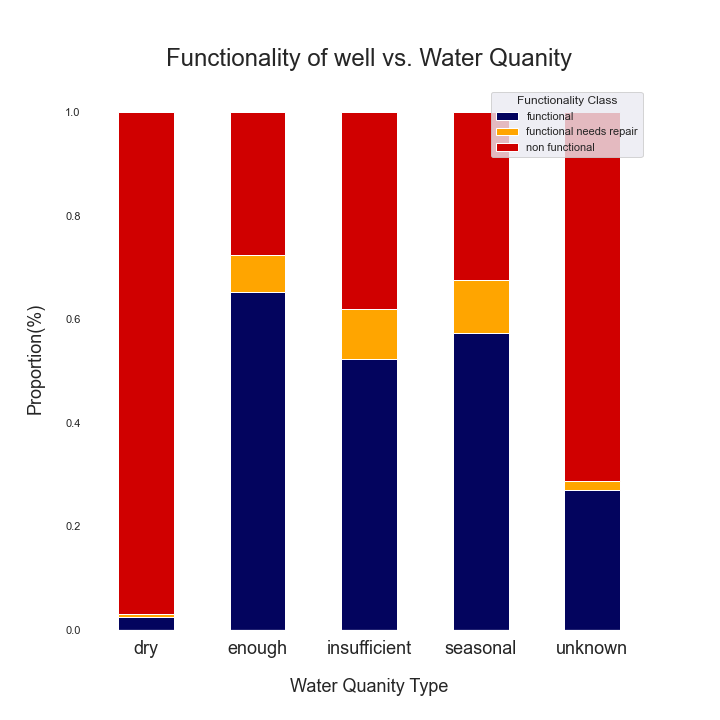 Functionality of well vs. Water Quanity
Functionality Class
functional
functional needs repair
non functional
1.0
0.8
0.6
0.4
0.2
0.0
Proportion(%)
dry enough insufficient seasonal unknown
Water Quanity Type